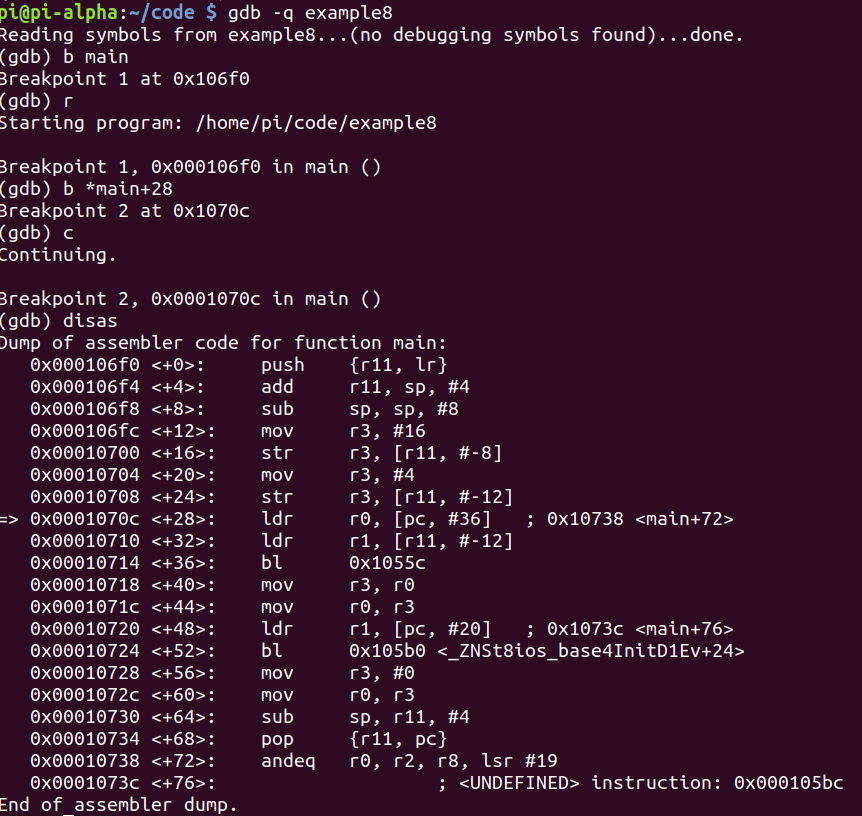 pi@pi-alpha:~/code $ gdb -q example8
Reading symbols from example8...(no debugging symbols found)...done.
(gdb) b main
Breakpoint 1 at 0x106f0
(gdb) r
Starting program: /home/pi/code/example8

Breakpoint 1, 0x000106f0 in main ()
(gdb) b *main+28
Breakpoint 2 at 0x1070c
(gdb) c
Continuing.

Breakpoint 2, 0x0001070c in main ()
(gdb) disas
Dump of assembler code for function main:
   0x000106f0 <+0>:     push    {r11, lr}
   0x000106f4 <+4>:     add     r11, sp, #4
   0x000106f8 <+8>:     sub     sp, sp, #8
   0x000106fc <+12>:    mov     r3, #16
   0x00010700 <+16>:    str     r3, [r11, #-8]
   0x00010704 <+20>:    mov     r3, #4
   0x00010708 <+24>:    str     r3, [r11, #-12]
=> 0x0001070c <+28>:    ldr     r0, [pc, #36]   ; 0x10738 <main+72>
   0x00010710 <+32>:    ldr     r1, [r11, #-12]
   0x00010714 <+36>:    bl      0x1055c
   0x00010718 <+40>:    mov     r3, r0
   0x0001071c <+44>:    mov     r0, r3
   0x00010720 <+48>:    ldr     r1, [pc, #20]   ; 0x1073c <main+76>
   0x00010724 <+52>:    bl      0x105b0 <_ZNSt8ios_base4InitD1Ev+24>
   0x00010728 <+56>:    mov     r3, #0
   0x0001072c <+60>:    mov     r0, r3
   0x00010730 <+64>:    sub     sp, r11, #4
   0x00010734 <+68>:    pop     {r11, pc}
   0x00010738 <+72>:    andeq   r0, r2, r8, lsr #19
   0x0001073c <+76>:                    ; <UNDEFINED> instruction: 0x000105bc
End of assembler dump.